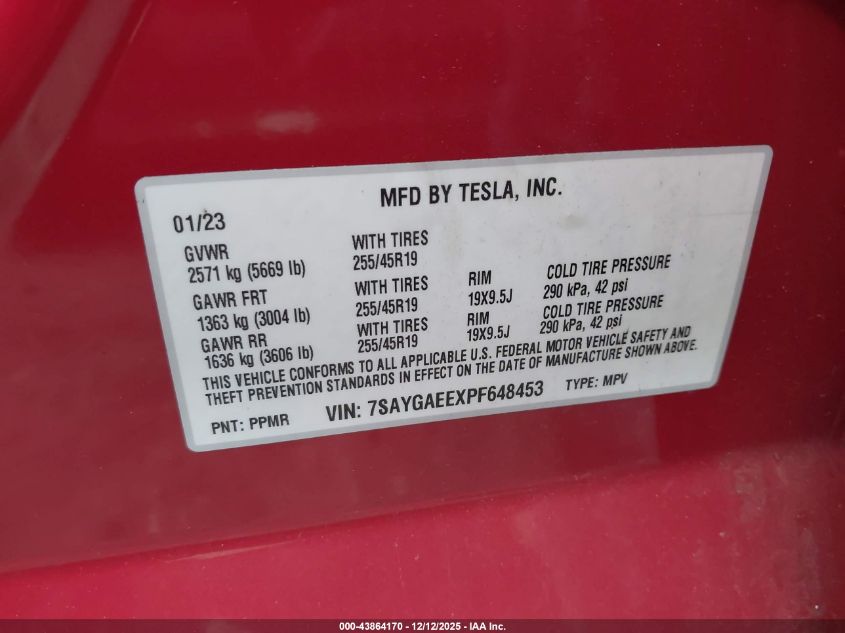 MFD BY TESLA, INC.
01/23
GVWR WITH TIRES
2571 kg (5669 lb) 255/45R19
GAWR FRT WITH TIRES RIM COLD TIRE PRESSURE
1363 kg (3004 lb) 255/45R19 19X9.5J 290 kPa, 42 psi
GAWR RR WITH TIRES RIM COLD TIRE PRESSURE
1636 kg (3606 lb) 255/45R19 19X9.5J 290 kPa, 42 psi
THIS VEHICLE CONFORMS TO ALL APPLICABLE U.S. FEDERAL MOTOR VEHICLE SAFETY AND
THEFT PREVENTION STANDARDS IN EFFECT ON THE DATE OF MANUFACTURE SHOWN ABOVE.
PNT: PPMR VIN: 7SAYGAEEXPF648453 TYPE: MPV
000-43864170 - 12/12/2025 - IAA Inc.